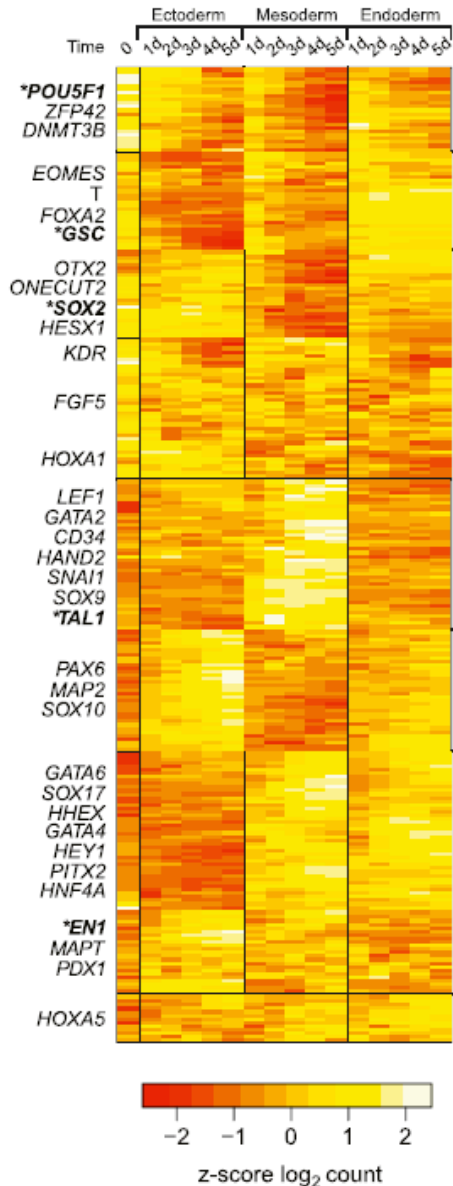 Ectoderm Mesoderm Endoderm
Time 0 1d 2d 3d 4d 5d 1d 2d 3d 4d 5d 1d 2d 3d 4d 5d
*POU5F1
ZFP42
DNMT3B
EOMES
T
FOXA2
*GSC
OTX2
ONECUT2
*SOX2
HESX1
KDR
FGF5
HOXA1
LEF1
GATA2
CD34
HAND2
SNAI1
SOX9
*TAL1
PAX6
MAP2
SOX10
GATA6
SOX17
HHEX
GATA4
HEY1
PITX2
HNF4A
*EN1
MAPT
PDX1
HOXA5
−2 −1 0 1 2
z-score log₂ count